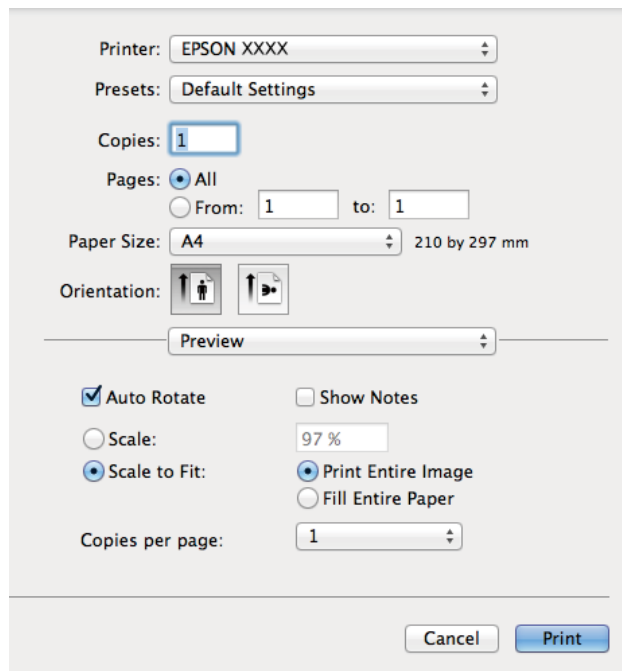 Printer: EPSON XXXX
Presets: Default Settings
Copies: 1
Pages: All
From: 1 to: 1
Paper Size: A4 210 by 297 mm
Orientation:
Preview
Auto Rotate Show Notes
Scale: 97 %
Scale to Fit: Print Entire Image
Fill Entire Paper
Copies per page: 1
Cancel Print